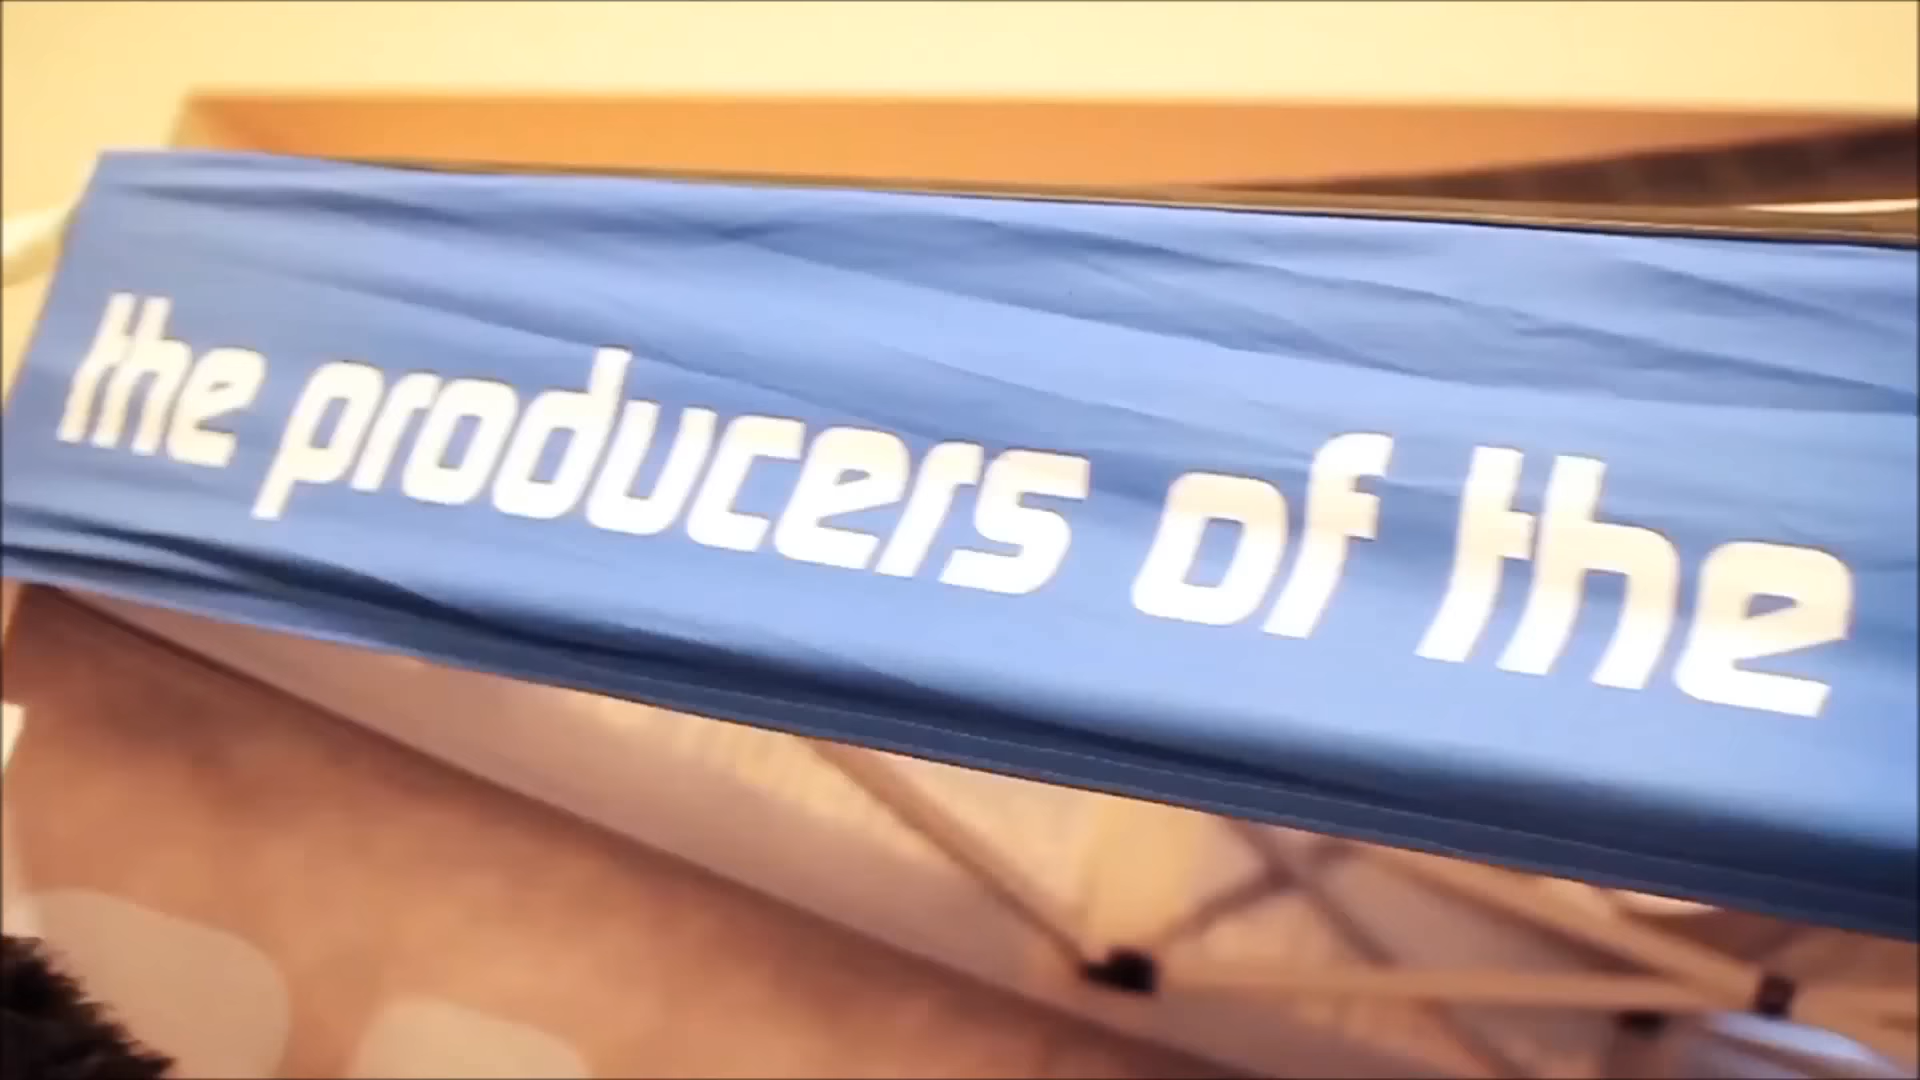 the producers of the